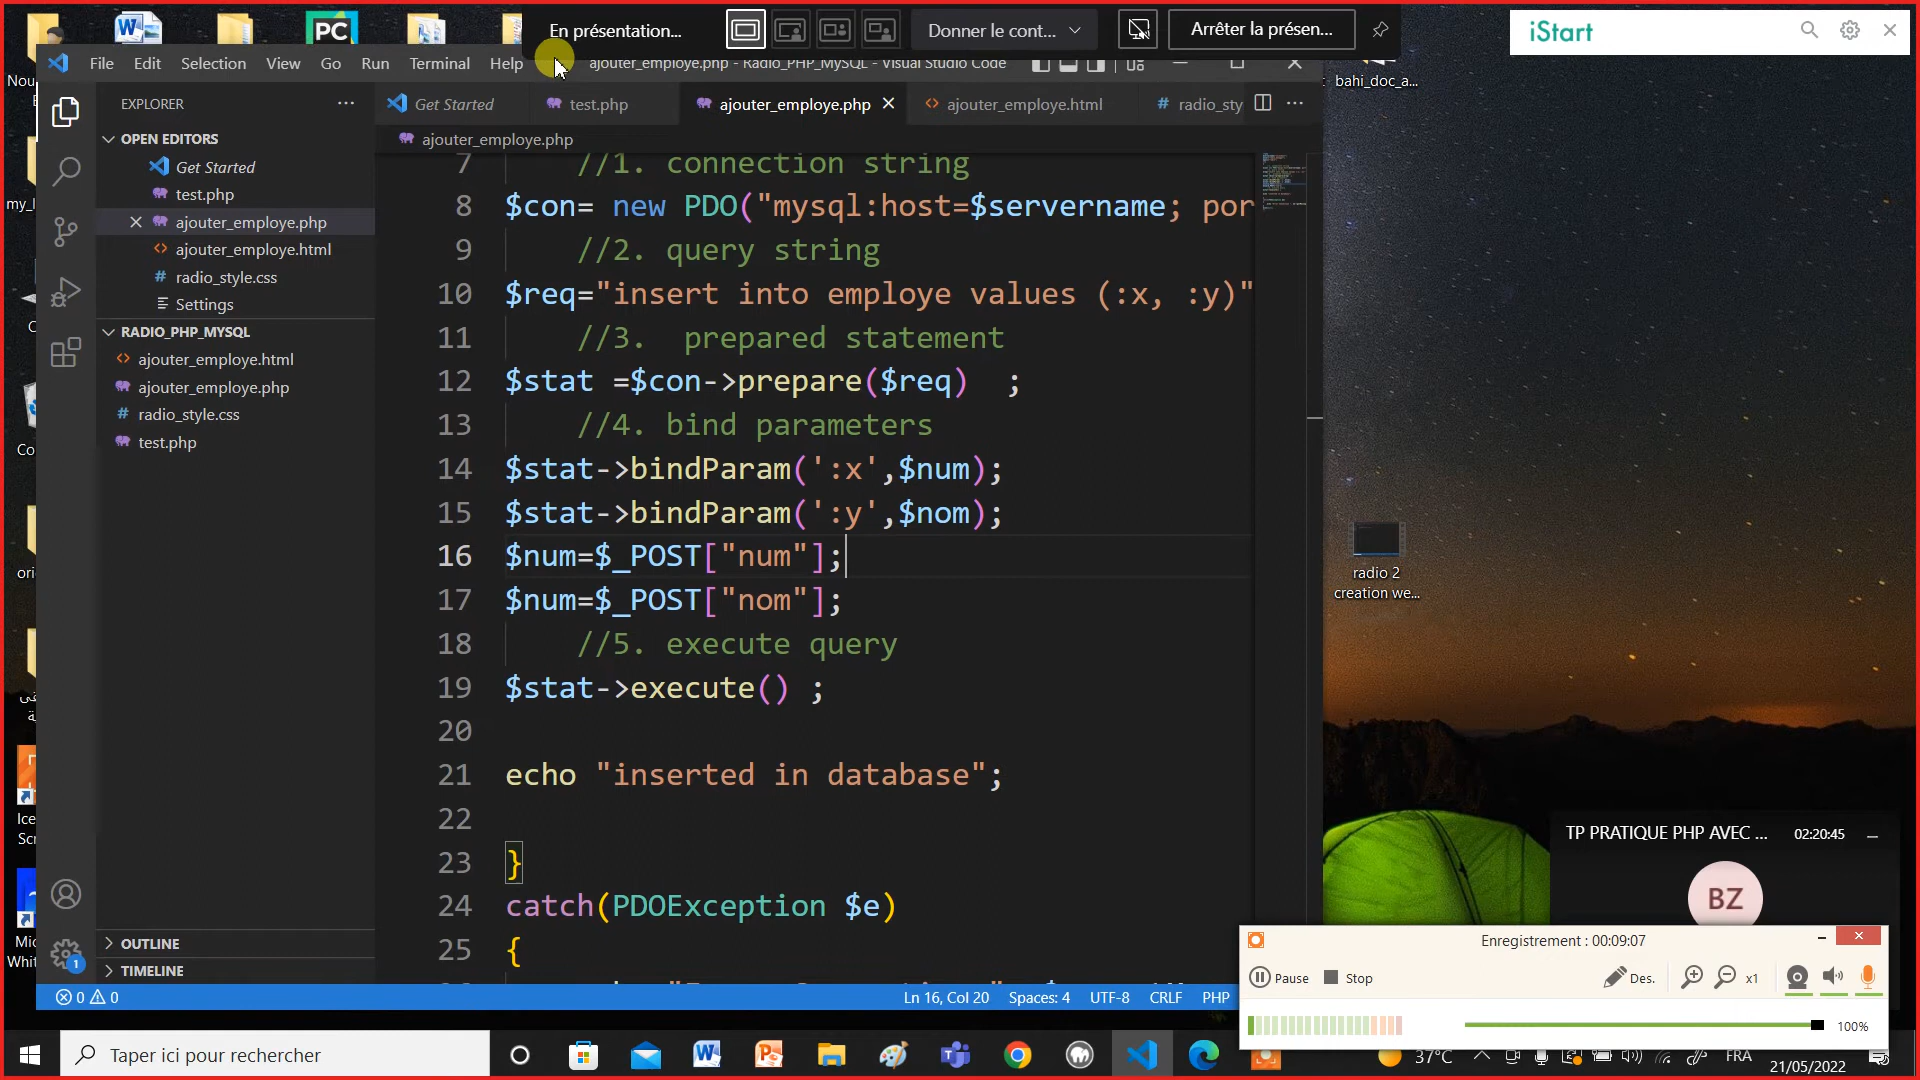 En présentation...
Donner le cont...
Arrêter la présen...
iStart
File Edit Selection View Go Run Terminal Help
ajouter_employe.php - Radio_PHP_MySQL - Visual Studio Code
bahi_doc_a...
EXPLORER
Get Started
test.php
ajouter_employe.php
ajouter_employe.html
radio_sty
OPEN EDITORS
Get Started
test.php
ajouter_employe.php
ajouter_employe.html
radio_style.css
Settings
RADIO_PHP_MYSQL
ajouter_employe.html
ajouter_employe.php
radio_style.css
test.php
OUTLINE
TIMELINE
ajouter_employe.php
7 //1. connection string
8 $con= new PDO("mysql:host=$servername; por
9 //2. query string
10 $req="insert into employe values (:x, :y)"
11 //3.  prepared statement
12 $stat =$con->prepare($req)  ;
13 //4. bind parameters
14 $stat->bindParam(':x',$num);
15 $stat->bindParam(':y',$nom);
16 $num=$_POST["num"];
17 $num=$_POST["nom"];
18 //5. execute query
19 $stat->execute() ;
20
21 echo "inserted in database";
22
23 }
24 catch(PDOException $e)
25 {
0 0
1
Ln 16, Col 20 Spaces: 4 UTF-8 CRLF PHP
radio 2
creation we...
TP PRATIQUE PHP AVEC ... 02:20:45
BZ
Enregistrement : 00:09:07
Pause Stop Des. x1
100%
Taper ici pour rechercher
37°C FRA
21/05/2022